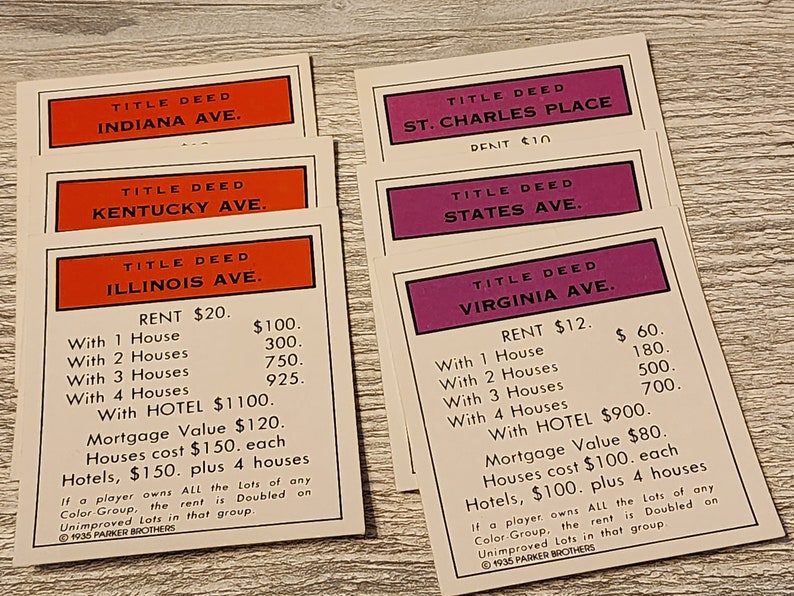 TITLE DEED
INDIANA AVE.
TITLE DEED
KENTUCKY AVE.
TITLE DEED
ILLINOIS AVE.
RENT $20.
With 1 House $100.
With 2 Houses 300.
With 3 Houses 750.
With 4 Houses 925.
With HOTEL $1100.
Mortgage Value $120.
Houses cost $150. each
Hotels, $150. plus 4 houses
If a player owns ALL the Lots of any
Color-Group, the rent is Doubled on
Unimproved Lots in that group.
© 1935 PARKER BROTHERS
TITLE DEED
ST. CHARLES PLACE
RENT $10
TITLE DEED
STATES AVE.
TITLE DEED
VIRGINIA AVE.
RENT $12.
With 1 House $ 60.
With 2 Houses 180.
With 3 Houses 500.
With 4 Houses 700.
With HOTEL $900.
Mortgage Value $80.
Houses cost $100. each
Hotels, $100. plus 4 houses
If a player owns ALL the Lots of any
Color-Group, the rent is Doubled on
Unimproved Lots in that group.
© 1935 PARKER BROTHERS